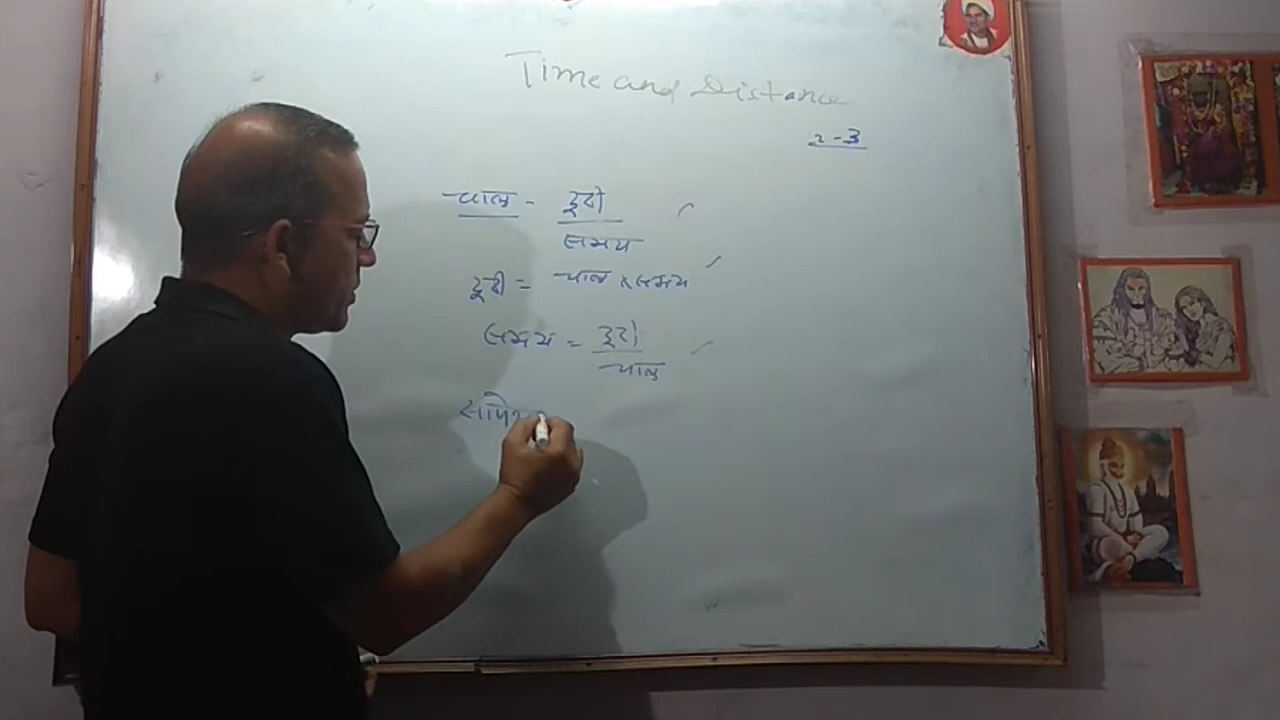 Time and Distance
2-3
चाल - दूरी
समय
दूरी = चाल x समय
समय = दूरी
चाल
सापेक्ष